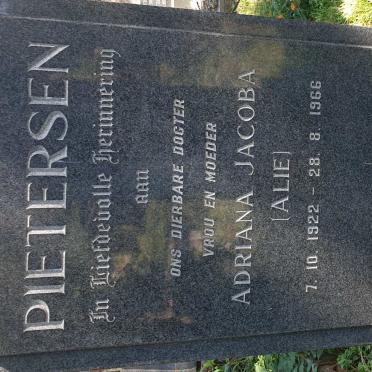 PIETERSEN
In Liefdevolle Herinnering
aan
ONS DIERBARE DOGTER
VROU EN MOEDER
ADRIANA JACOBA
(ALIE)
7. 10. 1922 - 28. 8. 1966